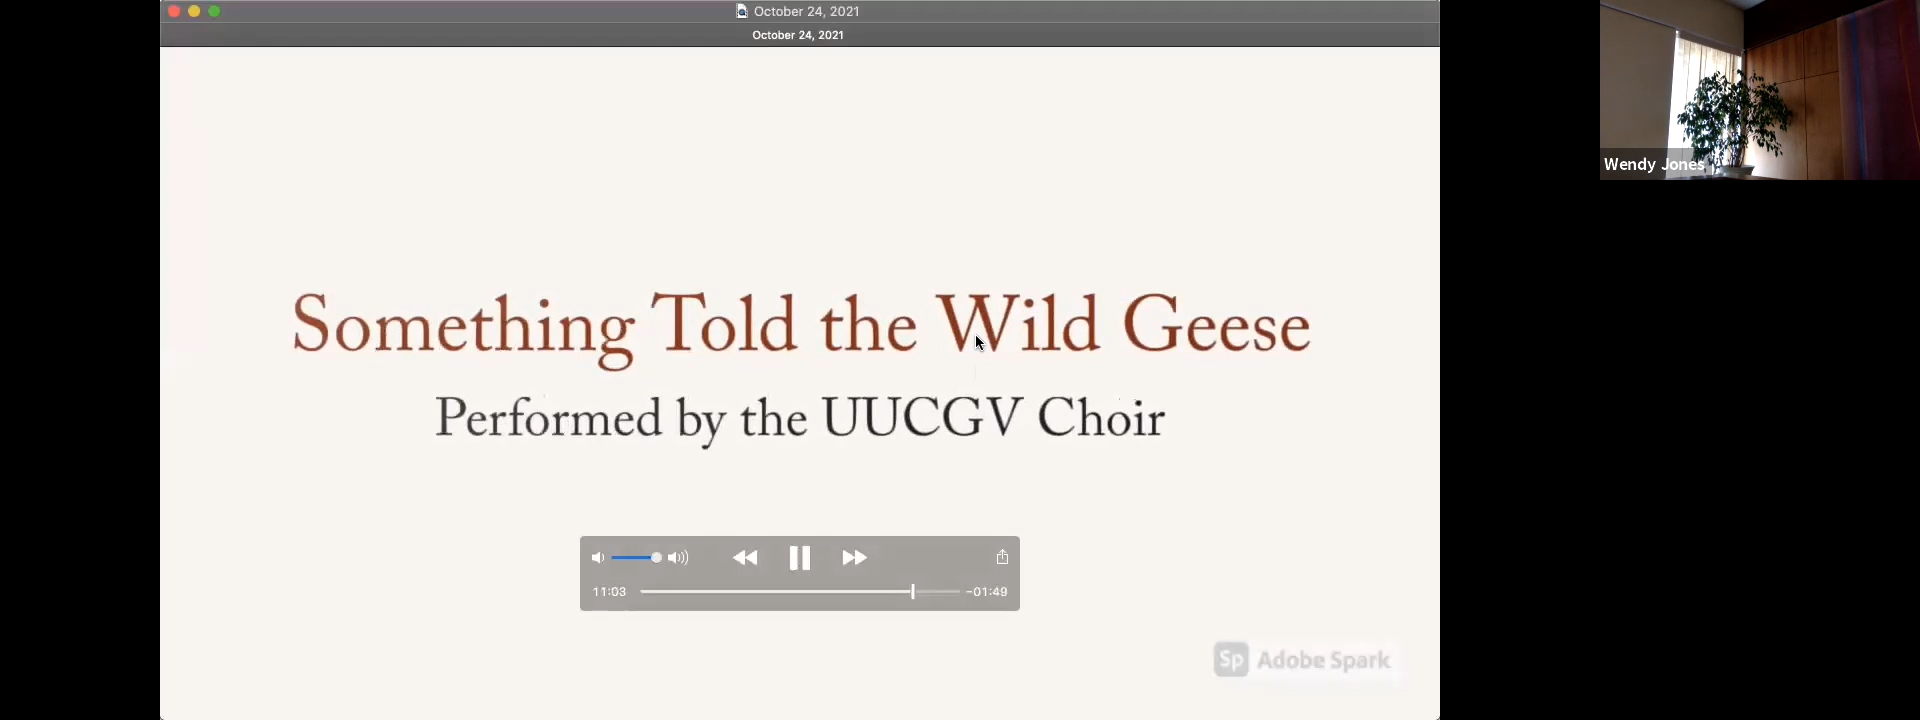 October 24, 2021
October 24, 2021
Wendy Jones
Something Told the Wild Geese
Performed by the UUCGV Choir
11:03
-01:49
Sp Adobe Spark